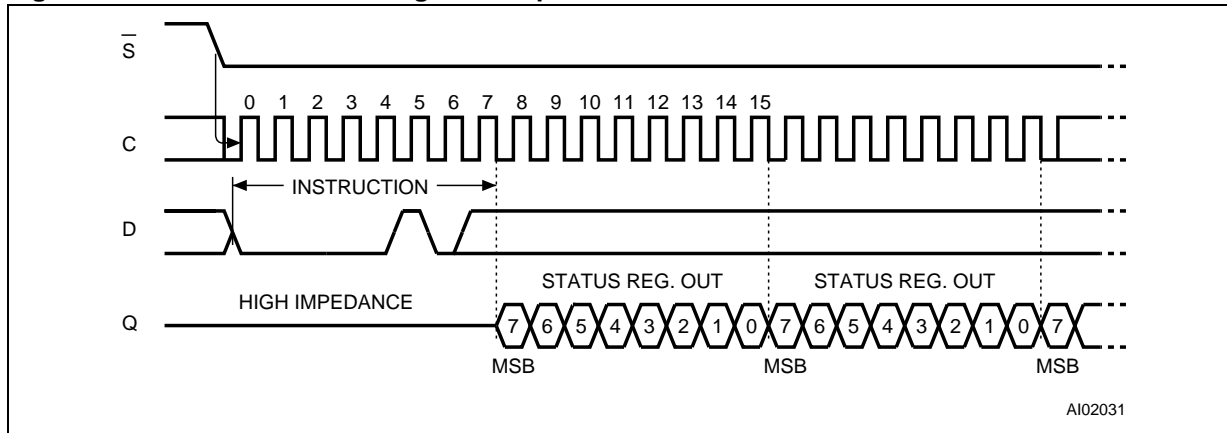 S
0 1 2 3 4 5 6 7 8 9 10 11 12 13 14 15
C
INSTRUCTION
D
STATUS REG. OUT STATUS REG. OUT
HIGH IMPEDANCE
Q 7 6 5 4 3 2 1 0 7 6 5 4 3 2 1 0 7
MSB MSB MSB
AI02031